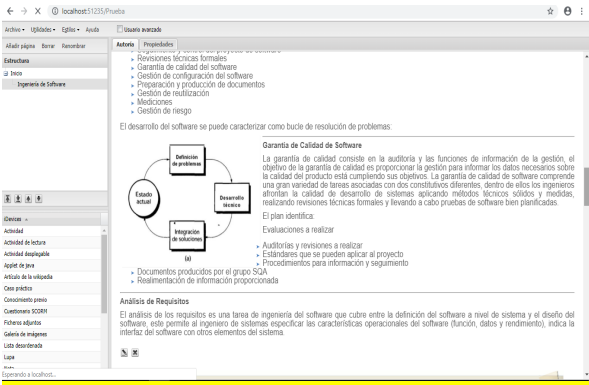 localhost:51235/Prueba
Archivo Utilidades Estilos Ayuda
Usuario avanzado
Añadir página Borrar Renombrar
Autoría Propiedades
Estructura
Inicio
Ingeniería de Software
Seguimiento y control del proyecto de software
Revisiones técnicas formales
Garantía de calidad del software
Gestión de configuración del software
Preparación y producción de documentos
Gestión de reutilización
Mediciones
Gestión de riesgo
El desarrollo del software se puede caracterizar como bucle de resolución de problemas:
Definición
de problemas
Estado
actual
Desarrollo
técnico
Integración
de soluciones
(a)
Garantía de Calidad de Software
La garantía de calidad consiste en la auditoría y las funciones de información de la gestión, el
objetivo de la garantía de calidad es proporcionar la gestión para informar los datos necesarios sobre
la calidad del producto está cumpliendo sus objetivos. La garantía de calidad de software comprende
una gran variedad de tareas asociadas con dos constitutivos diferentes, dentro de ellos los ingenieros
afrontan la calidad de desarrollo de sistemas aplicando métodos técnicos sólidos y medidas,
realizando revisiones técnicas formales y llevando a cabo pruebas de software bien planificadas.
El plan identifica:
Evaluaciones a realizar
Auditorías y revisiones a realizar
Estándares que se pueden aplicar al proyecto
Procedimientos para información y seguimiento
Documentos producidos por el grupo SQA
Realimentación de información proporcionada
Análisis de Requisitos
El análisis de los requisitos es una tarea de ingeniería del software que cubre entre la definición del software a nivel de sistema y el diseño del
software, este permite al ingeniero de sistemas especificar las características operacionales del software (función, datos y rendimiento), indica la
interfaz del software con otros elementos del sistema.
iDevices
Actividad
Actividad de lectura
Actividad desplegable
Applet de java
Artículo de la wikipedia
Caso práctico
Conocimiento previo
Cuestionario SCORM
Ficheros adjuntos
Galería de imágenes
Lista desordenada
Lupa
Nota
Esperando a localhost...